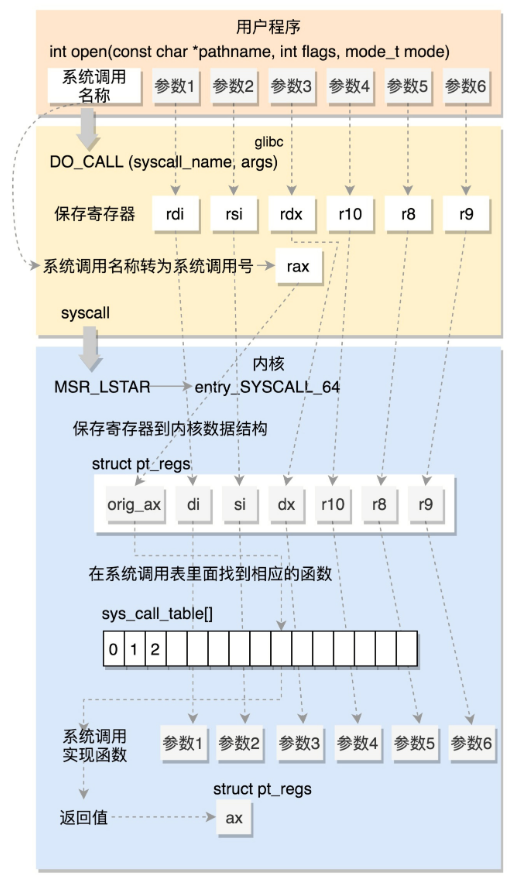 用户程序
int open(const char *pathname, int flags, mode_t mode)
系统调用
名称
参数1 参数2 参数3 参数4 参数5 参数6
glibc
DO_CALL (syscall_name, args)
保存寄存器 rdi rsi rdx r10 r8 r9
系统调用名称转为系统调用号 rax
syscall
内核
MSR_LSTAR entry_SYSCALL_64
保存寄存器到内核数据结构
struct pt_regs
orig_ax di si dx r10 r8 r9
在系统调用表里面找到相应的函数
sys_call_table[]
0 1 2
系统调用
实现函数
参数1 参数2 参数3 参数4 参数5 参数6
struct pt_regs
返回值 ax